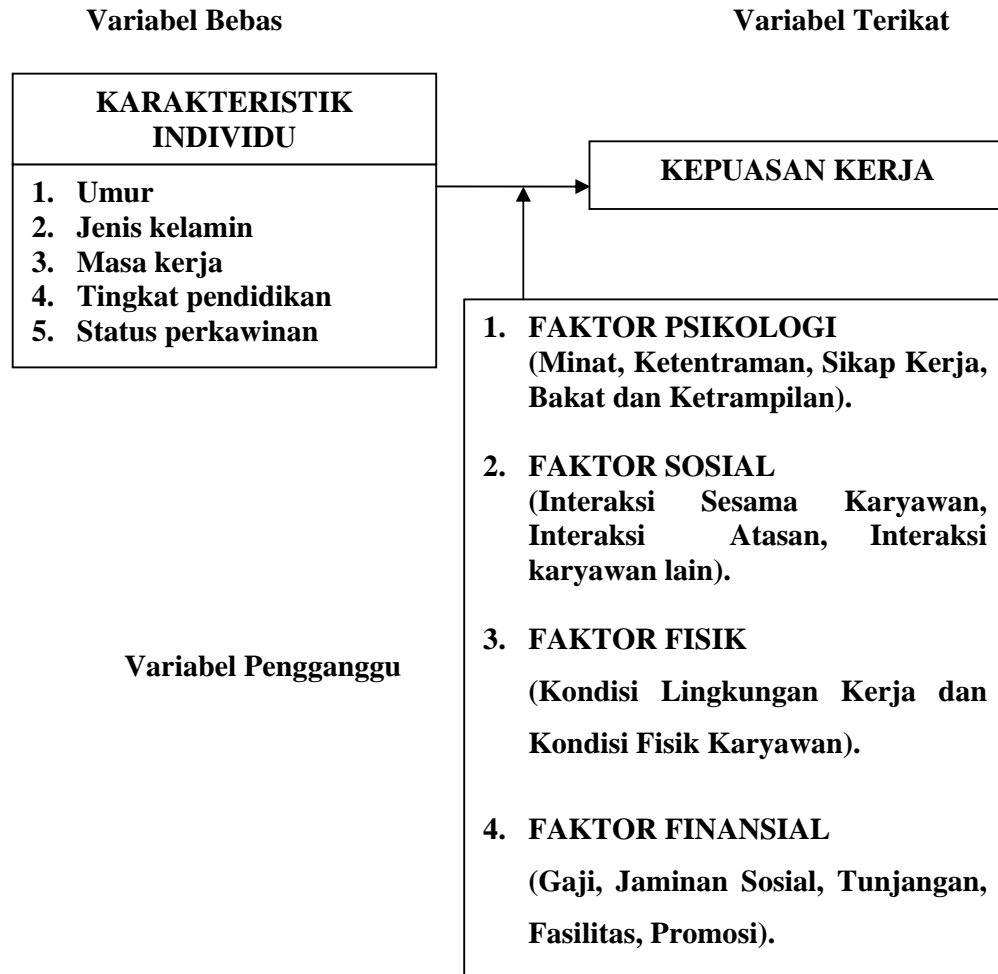 Variabel Bebas
Variabel Terikat
KARAKTERISTIK
INDIVIDU
1. Umur
2. Jenis kelamin
3. Masa kerja
4. Tingkat pendidikan
5. Status perkawinan
KEPUASAN KERJA
1. FAKTOR PSIKOLOGI
(Minat, Ketentraman, Sikap Kerja,
Bakat dan Ketrampilan).
2. FAKTOR SOSIAL
(Interaksi Sesama Karyawan,
Interaksi Atasan, Interaksi
karyawan lain).
3. FAKTOR FISIK
(Kondisi Lingkungan Kerja dan
Kondisi Fisik Karyawan).
4. FAKTOR FINANSIAL
(Gaji, Jaminan Sosial, Tunjangan,
Fasilitas, Promosi).
Variabel Pengganggu